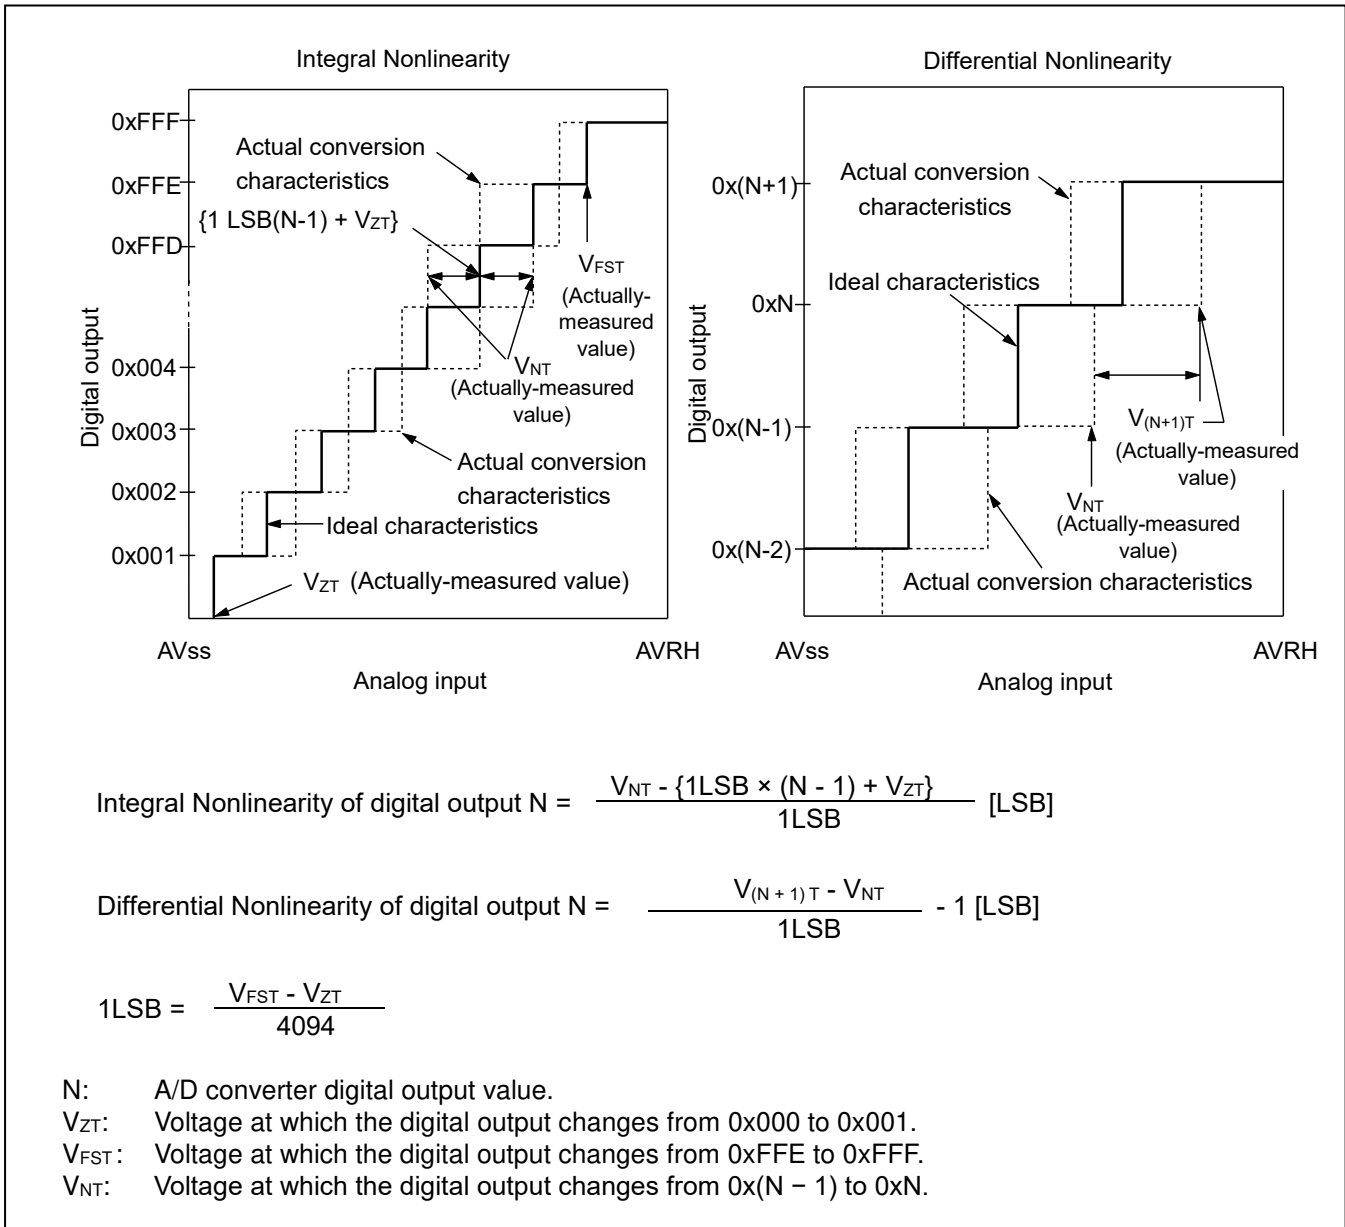 Integral Nonlinearity
0xFFF
0xFFE
0xFFD
0x004
0x003
0x002
0x001
Digital output
Actual conversion
characteristics
{1 LSB(N-1) + VZT}
VFST
(Actually-
measured
value)
VNT
(Actually-measured
value)
Actual conversion
characteristics
Ideal characteristics
VZT (Actually-measured value)
AVss
AVRH
Analog input
Differential Nonlinearity
0x(N+1)
0xN
0x(N-1)
0x(N-2)
Digital output
Actual conversion
characteristics
Ideal characteristics
V(N+1)T
(Actually-measured
value)
VNT
(Actually-measured
value)
Actual conversion characteristics
AVss
AVRH
Analog input
Integral Nonlinearity of digital output N =
VNT - {1LSB × (N - 1) + VZT}
1LSB
[LSB]
Differential Nonlinearity of digital output N =
V(N + 1) T - VNT
1LSB
- 1 [LSB]
1LSB =
VFST - VZT
4094
N: A/D converter digital output value.
VZT: Voltage at which the digital output changes from 0x000 to 0x001.
VFST: Voltage at which the digital output changes from 0xFFE to 0xFFF.
VNT: Voltage at which the digital output changes from 0x(N − 1) to 0xN.